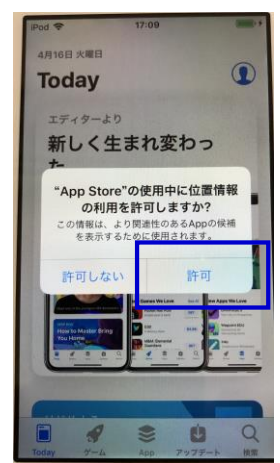 iPod 17:09
4月16日 火曜日
Today
エディターより
新しく生まれ変わっ
た
“App Store”の使用中に位置情報
の利用を許可しますか?
この情報は、より関連性のあるAppの候補
を表示するために使用されます。
許可しない 許可
Games We Love
New Apps We Love
How to Master Bring
You Home
Today ゲーム App アップデート 検索